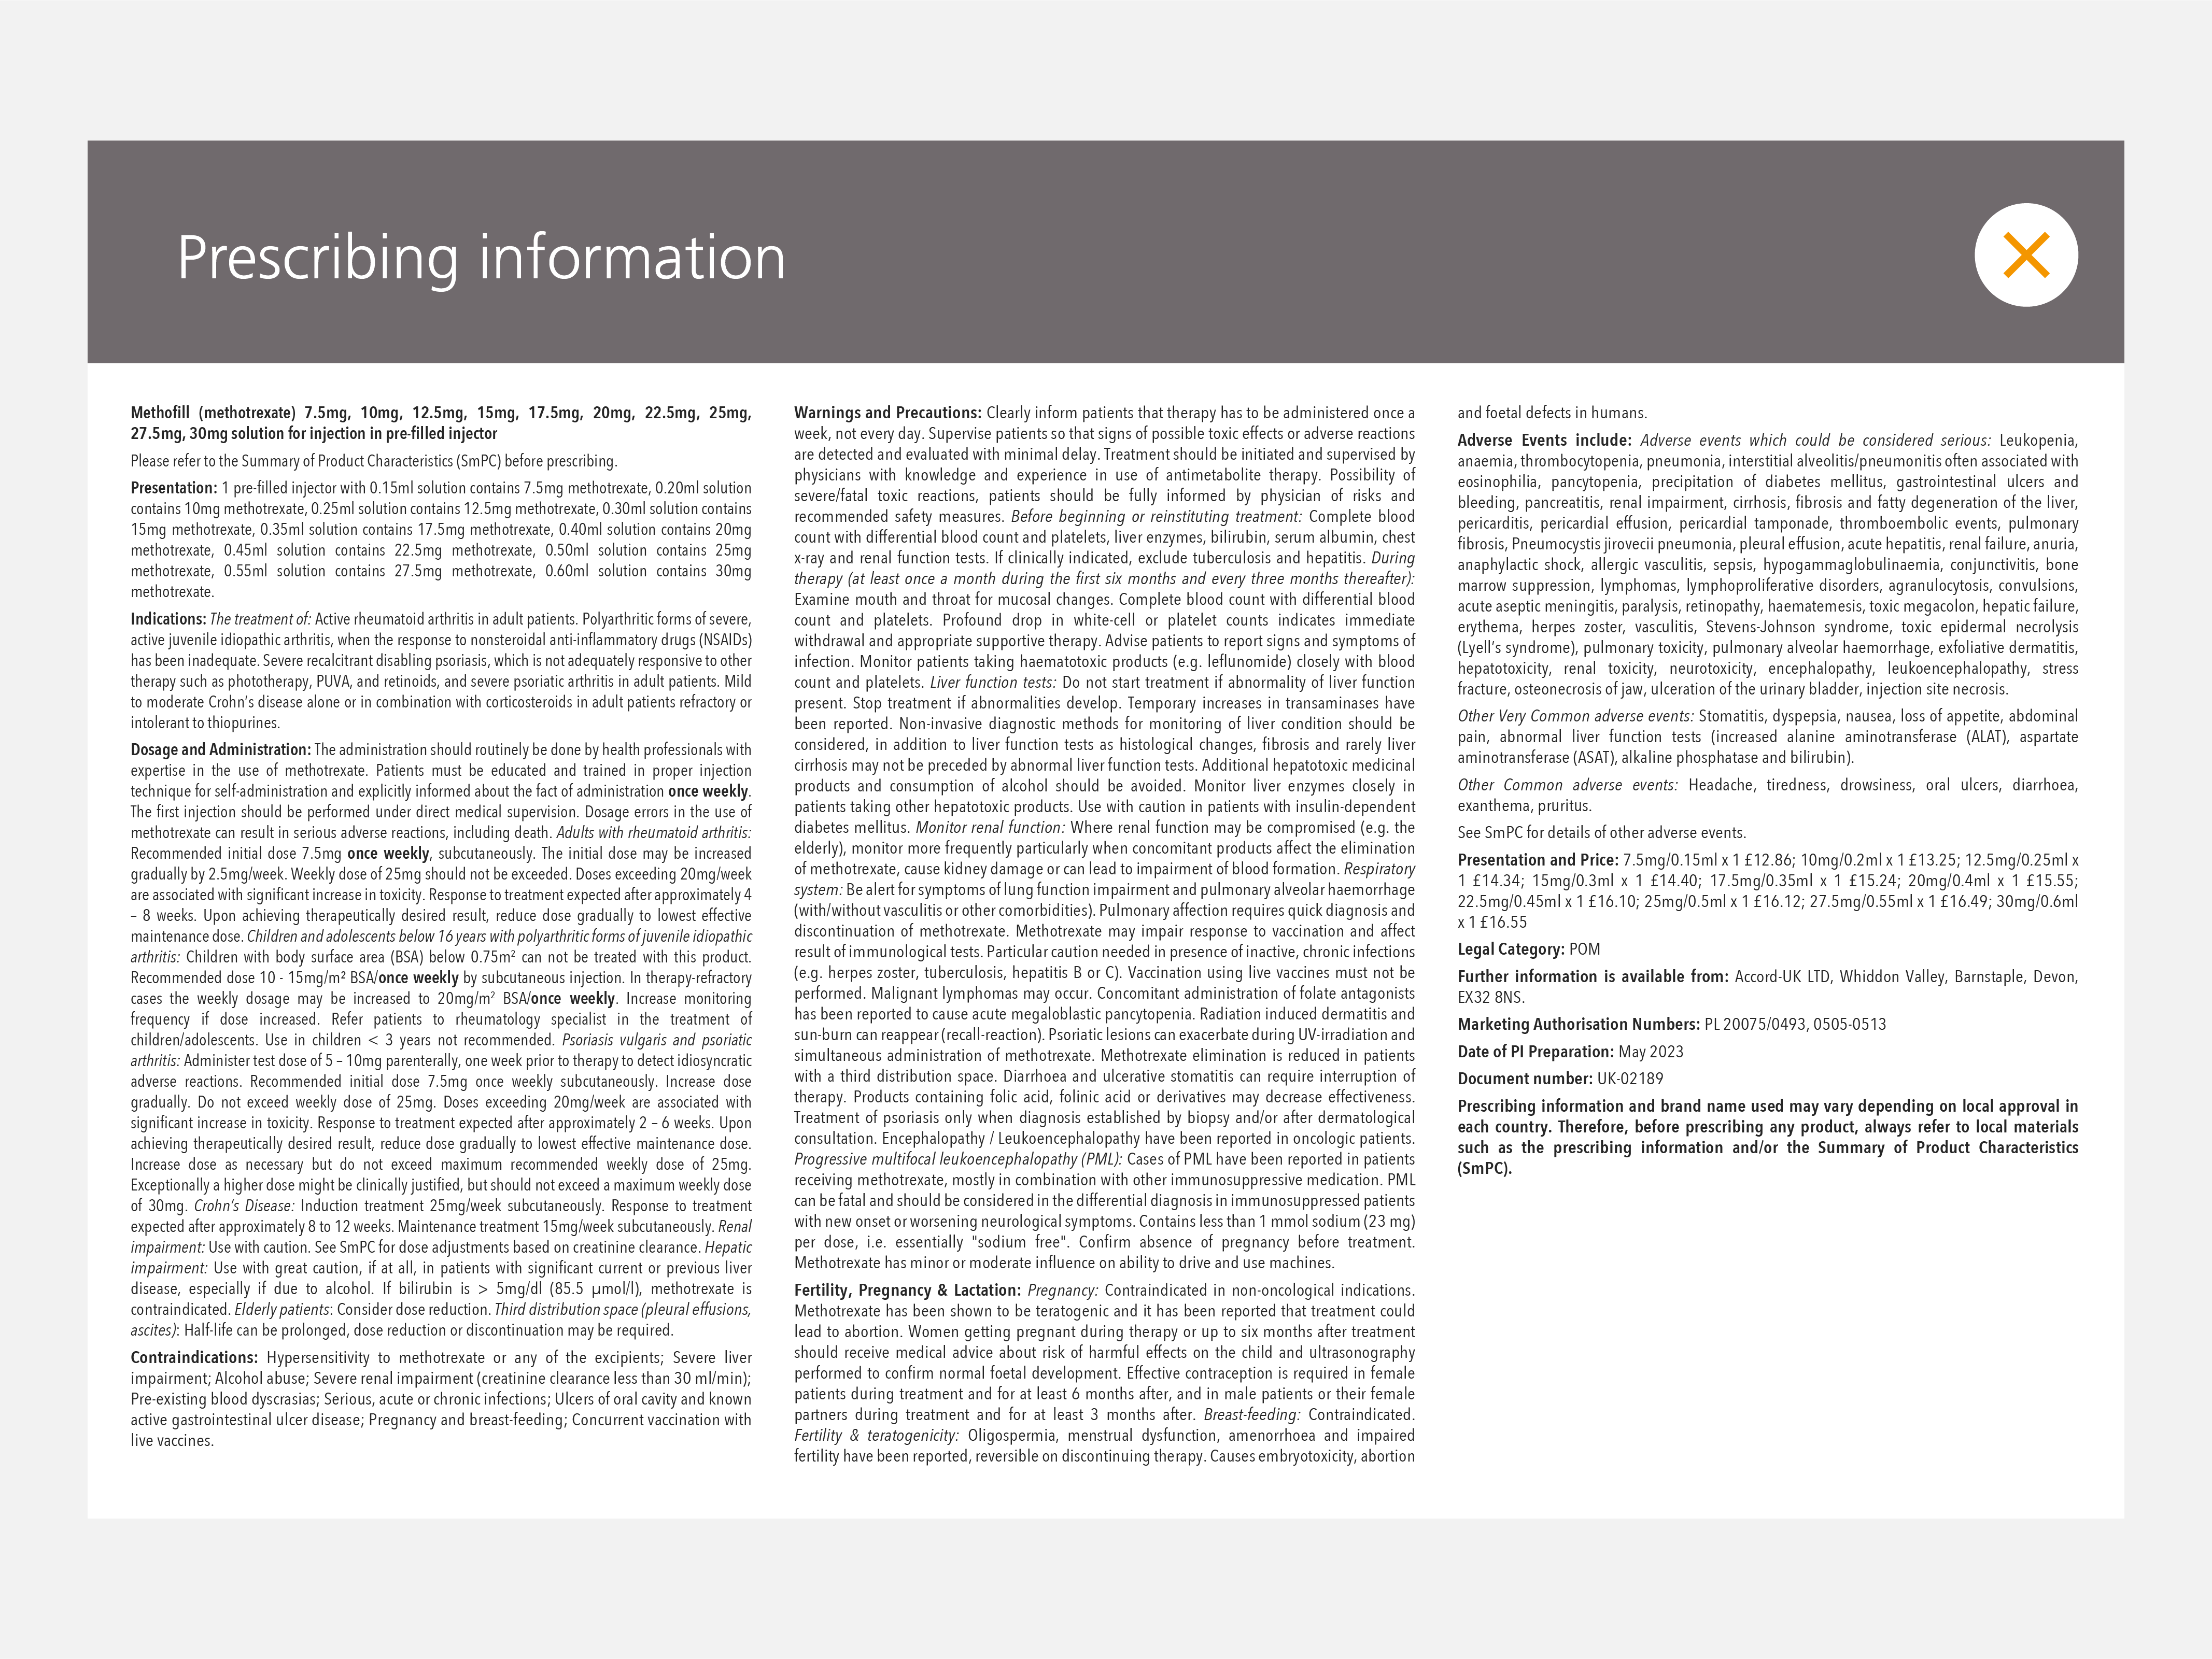 Prescribing information
Methofill (methotrexate) 7.5mg, 10mg, 12.5mg, 15mg, 17.5mg, 20mg, 22.5mg, 25mg,
27.5mg, 30mg solution for injection in pre-filled injector
Please refer to the Summary of Product Characteristics (SmPC) before prescribing.
Presentation: 1 pre-filled injector with 0.15ml solution contains 7.5mg methotrexate, 0.20ml solution
contains 10mg methotrexate, 0.25ml solution contains 12.5mg methotrexate, 0.30ml solution contains
15mg methotrexate, 0.35ml solution contains 17.5mg methotrexate, 0.40ml solution contains 20mg
methotrexate, 0.45ml solution contains 22.5mg methotrexate, 0.50ml solution contains 25mg
methotrexate, 0.55ml solution contains 27.5mg methotrexate, 0.60ml solution contains 30mg
methotrexate.
Indications: The treatment of: Active rheumatoid arthritis in adult patients. Polyarthritic forms of severe,
active juvenile idiopathic arthritis, when the response to nonsteroidal anti-inflammatory drugs (NSAIDs)
has been inadequate. Severe recalcitrant disabling psoriasis, which is not adequately responsive to other
therapy such as phototherapy, PUVA, and retinoids, and severe psoriatic arthritis in adult patients. Mild
to moderate Crohn's disease alone or in combination with corticosteroids in adult patients refractory or
intolerant to thiopurines.
Dosage and Administration: The administration should routinely be done by health professionals with
expertise in the use of methotrexate. Patients must be educated and trained in proper injection
technique for self-administration and explicitly informed about the fact of administration once weekly.
The first injection should be performed under direct medical supervision. Dosage errors in the use of
methotrexate can result in serious adverse reactions, including death. Adults with rheumatoid arthritis:
Recommended initial dose 7.5mg once weekly, subcutaneously. The initial dose may be increased
gradually by 2.5mg/week. Weekly dose of 25mg should not be exceeded. Doses exceeding 20mg/week
are associated with significant increase in toxicity. Response to treatment expected after approximately 4
– 8 weeks. Upon achieving therapeutically desired result, reduce dose gradually to lowest effective
maintenance dose. Children and adolescents below 16 years with polyarthritic forms of juvenile idiopathic
arthritis: Children with body surface area (BSA) below 0.75m² can not be treated with this product.
Recommended dose 10 - 15mg/m² BSA/once weekly by subcutaneous injection. In therapy-refractory
cases the weekly dosage may be increased to 20mg/m² BSA/once weekly. Increase monitoring
frequency if dose increased. Refer patients to rheumatology specialist in the treatment of
children/adolescents. Use in children < 3 years not recommended. Psoriasis vulgaris and psoriatic
arthritis: Administer test dose of 5 – 10mg parenterally, one week prior to therapy to detect idiosyncratic
adverse reactions. Recommended initial dose 7.5mg once weekly subcutaneously. Increase dose
gradually. Do not exceed weekly dose of 25mg. Doses exceeding 20mg/week are associated with
significant increase in toxicity. Response to treatment expected after approximately 2 – 6 weeks. Upon
achieving therapeutically desired result, reduce dose gradually to lowest effective maintenance dose.
Increase dose as necessary but do not exceed maximum recommended weekly dose of 25mg.
Exceptionally a higher dose might be clinically justified, but should not exceed a maximum weekly dose
of 30mg. Crohn's Disease: Induction treatment 25mg/week subcutaneously. Response to treatment
expected after approximately 8 to 12 weeks. Maintenance treatment 15mg/week subcutaneously. Renal
impairment: Use with caution. See SmPC for dose adjustments based on creatinine clearance. Hepatic
impairment: Use with great caution, if at all, in patients with significant current or previous liver
disease, especially if due to alcohol. If bilirubin is > 5mg/dl (85.5 µmol/l), methotrexate is
contraindicated. Elderly patients: Consider dose reduction. Third distribution space (pleural effusions,
ascites): Half-life can be prolonged, dose reduction or discontinuation may be required.
Contraindications: Hypersensitivity to methotrexate or any of the excipients; Severe liver
impairment; Alcohol abuse; Severe renal impairment (creatinine clearance less than 30 ml/min);
Pre-existing blood dyscrasias; Serious, acute or chronic infections; Ulcers of oral cavity and known
active gastrointestinal ulcer disease; Pregnancy and breast-feeding; Concurrent vaccination with
live vaccines.
Warnings and Precautions: Clearly inform patients that therapy has to be administered once a
week, not every day. Supervise patients so that signs of possible toxic effects or adverse reactions
are detected and evaluated with minimal delay. Treatment should be initiated and supervised by
physicians with knowledge and experience in use of antimetabolite therapy. Possibility of
severe/fatal toxic reactions, patients should be fully informed by physician of risks and
recommended safety measures. Before beginning or reinstituting treatment: Complete blood
count with differential blood count and platelets, liver enzymes, bilirubin, serum albumin, chest
x-ray and renal function tests. If clinically indicated, exclude tuberculosis and hepatitis. During
therapy (at least once a month during the first six months and every three months thereafter):
Examine mouth and throat for mucosal changes. Complete blood count with differential blood
count and platelets. Profound drop in white-cell or platelet counts indicates immediate
withdrawal and appropriate supportive therapy. Advise patients to report signs and symptoms of
infection. Monitor patients taking haematotoxic products (e.g. leflunomide) closely with blood
count and platelets. Liver function tests: Do not start treatment if abnormality of liver function
present. Stop treatment if abnormalities develop. Temporary increases in transaminases have
been reported. Non-invasive diagnostic methods for monitoring of liver condition should be
considered, in addition to liver function tests as histological changes, fibrosis and rarely liver
cirrhosis may not be preceded by abnormal liver function tests. Additional hepatotoxic medicinal
products and consumption of alcohol should be avoided. Monitor liver enzymes closely in
patients taking other hepatotoxic products. Use with caution in patients with insulin-dependent
diabetes mellitus. Monitor renal function: Where renal function may be compromised (e.g. the
elderly), monitor more frequently particularly when concomitant products affect the elimination
of methotrexate, cause kidney damage or can lead to impairment of blood formation. Respiratory
system: Be alert for symptoms of lung function impairment and pulmonary alveolar haemorrhage
(with/without vasculitis or other comorbidities). Pulmonary affection requires quick diagnosis and
discontinuation of methotrexate. Methotrexate may impair response to vaccination and affect
result of immunological tests. Particular caution needed in presence of inactive, chronic infections
(e.g. herpes zoster, tuberculosis, hepatitis B or C). Vaccination using live vaccines must not be
performed. Malignant lymphomas may occur. Concomitant administration of folate antagonists
has been reported to cause acute megaloblastic pancytopenia. Radiation induced dermatitis and
sun-burn can reappear (recall-reaction). Psoriatic lesions can exacerbate during UV-irradiation and
simultaneous administration of methotrexate. Methotrexate elimination is reduced in patients
with a third distribution space. Diarrhoea and ulcerative stomatitis can require interruption of
therapy. Products containing folic acid, folinic acid or derivatives may decrease effectiveness.
Treatment of psoriasis only when diagnosis established by biopsy and/or after dermatological
consultation. Encephalopathy / Leukoencephalopathy have been reported in oncologic patients.
Progressive multifocal leukoencephalopathy (PML): Cases of PML have been reported in patients
receiving methotrexate, mostly in combination with other immunosuppressive medication. PML
can be fatal and should be considered in the differential diagnosis in immunosuppressed patients
with new onset or worsening neurological symptoms. Contains less than 1 mmol sodium (23 mg)
per dose, i.e. essentially "sodium free". Confirm absence of pregnancy before treatment.
Methotrexate has minor or moderate influence on ability to drive and use machines.
Fertility, Pregnancy & Lactation: Pregnancy: Contraindicated in non-oncological indications.
Methotrexate has been shown to be teratogenic and it has been reported that treatment could
lead to abortion. Women getting pregnant during therapy or up to six months after treatment
should receive medical advice about risk of harmful effects on the child and ultrasonography
performed to confirm normal foetal development. Effective contraception is required in female
patients during treatment and for at least 6 months after, and in male patients or their female
partners during treatment and for at least 3 months after. Breast-feeding: Contraindicated.
Fertility & teratogenicity: Oligospermia, menstrual dysfunction, amenorrhoea and impaired
fertility have been reported, reversible on discontinuing therapy. Causes embryotoxicity, abortion
and foetal defects in humans.
Adverse Events include: Adverse events which could be considered serious: Leukopenia,
anaemia, thrombocytopenia, pneumonia, interstitial alveolitis/pneumonitis often associated with
eosinophilia, pancytopenia, precipitation of diabetes mellitus, gastrointestinal ulcers and
bleeding, pancreatitis, renal impairment, cirrhosis, fibrosis and fatty degeneration of the liver,
pericarditis, pericardial effusion, pericardial tamponade, thromboembolic events, pulmonary
fibrosis, Pneumocystis jirovecii pneumonia, pleural effusion, acute hepatitis, renal failure, anuria,
anaphylactic shock, allergic vasculitis, sepsis, hypogammaglobulinaemia, conjunctivitis, bone
marrow suppression, lymphomas, lymphoproliferative disorders, agranulocytosis, convulsions,
acute aseptic meningitis, paralysis, retinopathy, haematemesis, toxic megacolon, hepatic failure,
erythema, herpes zoster, vasculitis, Stevens-Johnson syndrome, toxic epidermal necrolysis
(Lyell's syndrome), pulmonary toxicity, pulmonary alveolar haemorrhage, exfoliative dermatitis,
hepatotoxicity, renal toxicity, neurotoxicity, encephalopathy, leukoencephalopathy, stress
fracture, osteonecrosis of jaw, ulceration of the urinary bladder, injection site necrosis.
Other Very Common adverse events: Stomatitis, dyspepsia, nausea, loss of appetite, abdominal
pain, abnormal liver function tests (increased alanine aminotransferase (ALAT), aspartate
aminotransferase (ASAT), alkaline phosphatase and bilirubin).
Other Common adverse events: Headache, tiredness, drowsiness, oral ulcers, diarrhoea,
exanthema, pruritus.
See SmPC for details of other adverse events.
Presentation and Price: 7.5mg/0.15ml x 1 £12.86; 10mg/0.2ml x 1 £13.25; 12.5mg/0.25ml x
1 £14.34; 15mg/0.3ml x 1 £14.40; 17.5mg/0.35ml x 1 £15.24; 20mg/0.4ml x 1 £15.55;
22.5mg/0.45ml x 1 £16.10; 25mg/0.5ml x 1 £16.12; 27.5mg/0.55ml x 1 £16.49; 30mg/0.6ml
x 1 £16.55
Legal Category: POM
Further information is available from: Accord-UK LTD, Whiddon Valley, Barnstaple, Devon,
EX32 8NS.
Marketing Authorisation Numbers: PL 20075/0493, 0505-0513
Date of PI Preparation: May 2023
Document number: UK-02189
Prescribing information and brand name used may vary depending on local approval in
each country. Therefore, before prescribing any product, always refer to local materials
such as the prescribing information and/or the Summary of Product Characteristics
(SmPC).